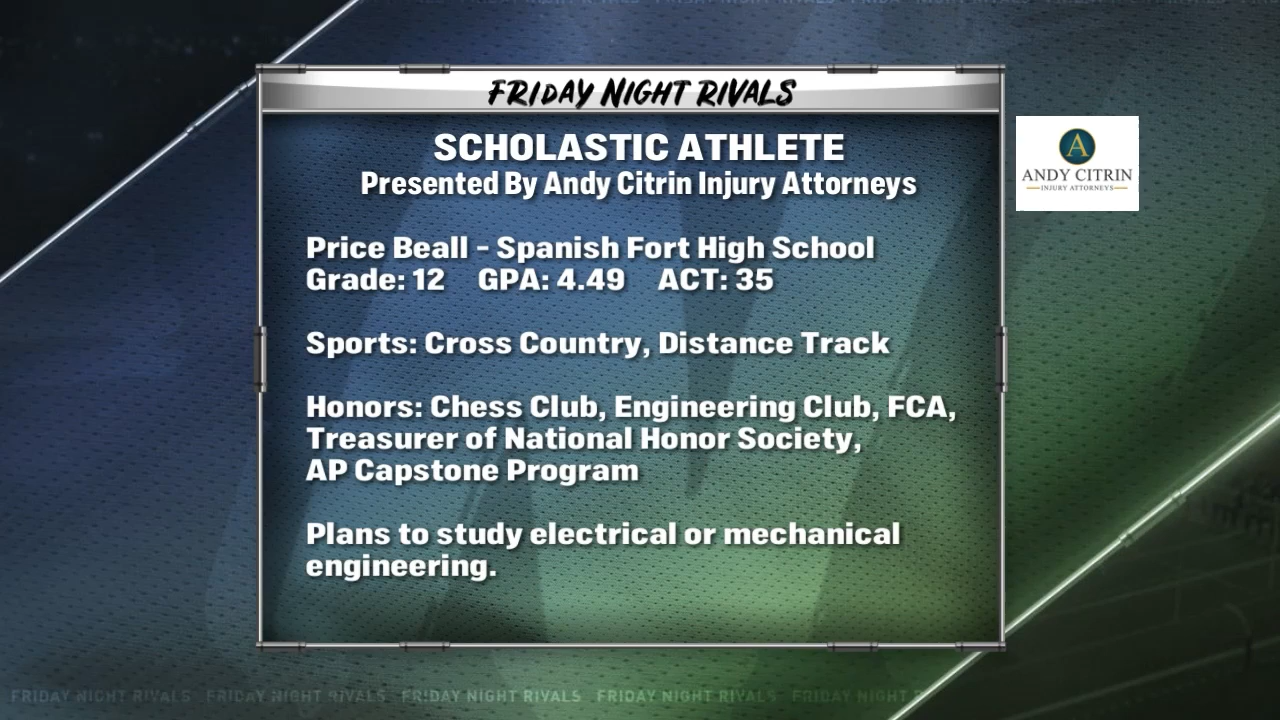 FRIDAY NIGHT RIVALS
SCHOLASTIC ATHLETE
Presented By Andy Citrin Injury Attorneys
A
ANDY CITRIN
INJURY ATTORNEYS
Price Beall - Spanish Fort High School
Grade: 12 GPA: 4.49 ACT: 35
Sports: Cross Country, Distance Track
Honors: Chess Club, Engineering Club, FCA,
Treasurer of National Honor Society,
AP Capstone Program
Plans to study electrical or mechanical
engineering.
FRIDAY NIGHT RIVALS FRIDAY NIGHT RIVALS FRIDAY NIGHT RIVALS FRIDAY NIGHT RIVALS FRIDAY NIGHT